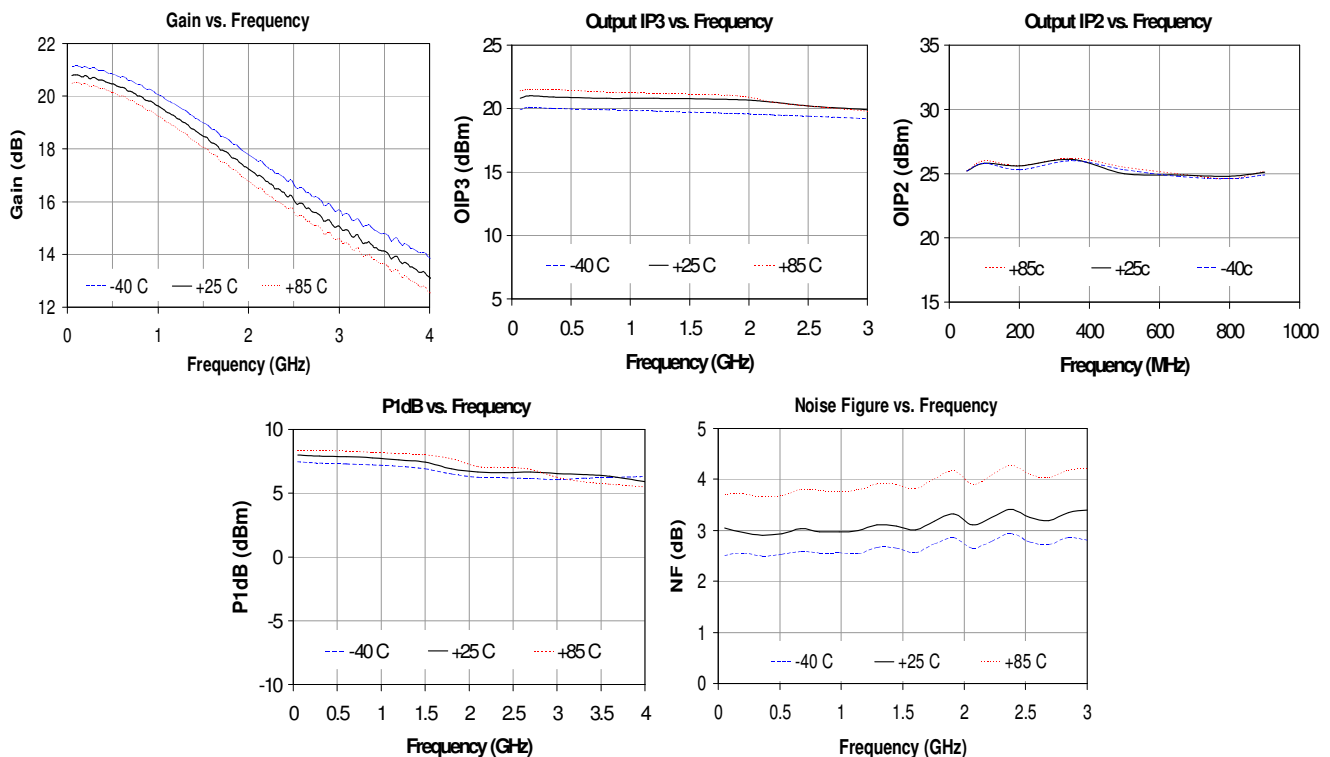 Gain vs. Frequency
22
20
18
16
14
12
Gain (dB)
-40 C +25 C +85 C
0 1 2 3 4
Frequency (GHz)
Output IP3 vs. Frequency
25
20
15
10
5
OIP3 (dBm)
-40 C +25 C +85 C
0 0.5 1 1.5 2 2.5 3
Frequency (GHz)
Output IP2 vs. Frequency
35
30
25
20
15
OIP2 (dBm)
+85c +25c -40c
0 200 400 600 800 1000
Frequency (MHz)
P1dB vs. Frequency
10
5
0
-5
-10
P1dB (dBm)
-40 C +25 C +85 C
0 0.5 1 1.5 2 2.5 3 3.5 4
Frequency (GHz)
Noise Figure vs. Frequency
5
4
3
2
1
0
NF (dB)
-40 C +25 C +85 C
0 0.5 1 1.5 2 2.5 3
Frequency (GHz)